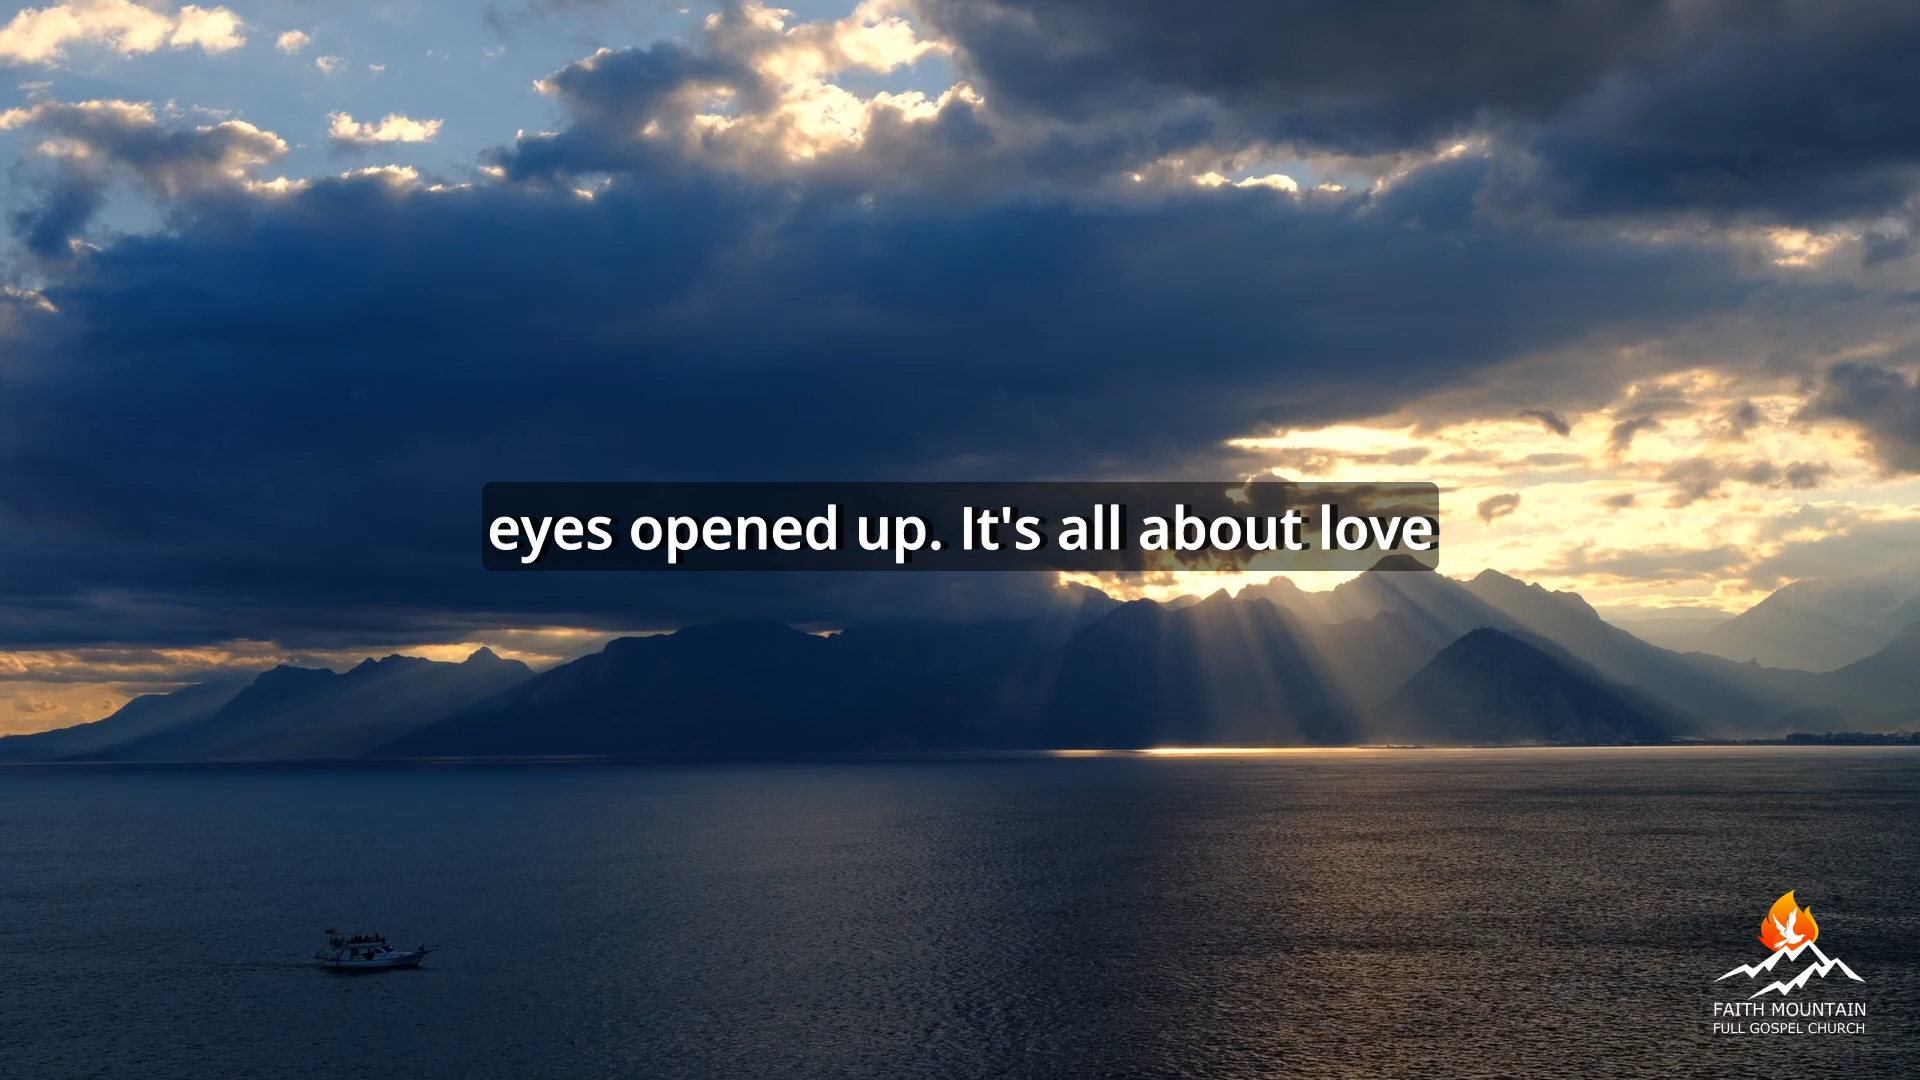 eyes opened up. It's all about love
FAITH MOUNTAIN
FULL GOSPEL CHURCH